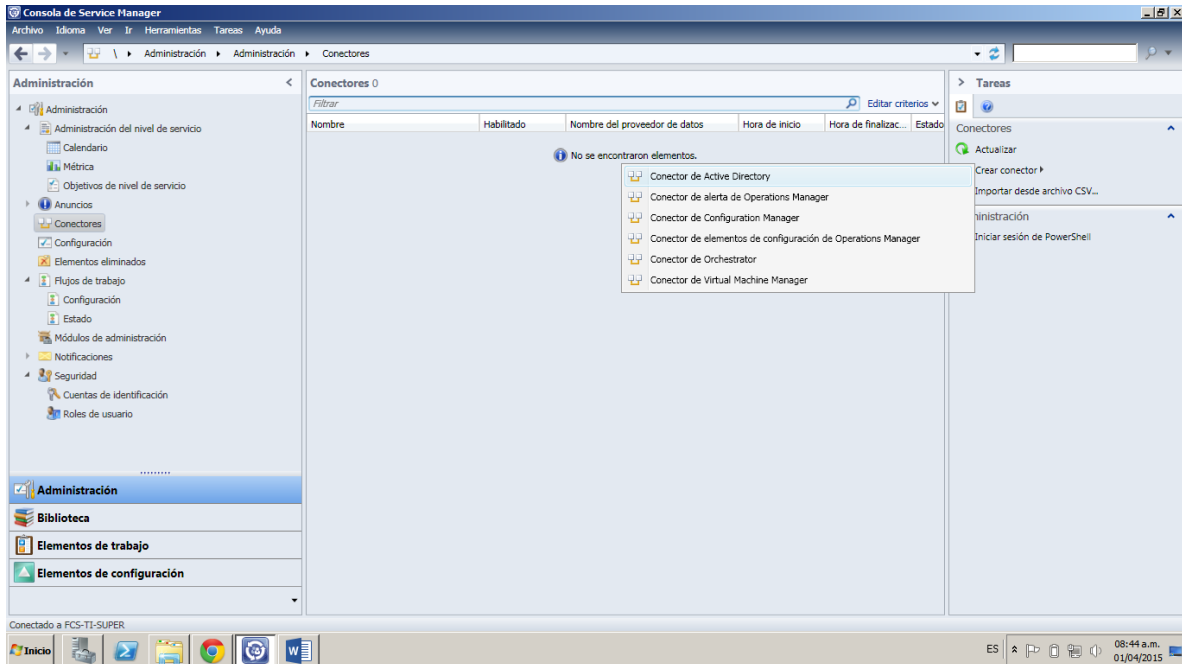 Consola de Service Manager
Archivo Idioma Ver Ir Herramientas Tareas Ayuda
\ Administración Administración Conectores
Administración
Administración
Administración del nivel de servicio
Calendario
Métrica
Objetivos de nivel de servicio
Anuncios
Conectores
Configuración
Elementos eliminados
Flujos de trabajo
Configuración
Estado
Módulos de administración
Notificaciones
Seguridad
Cuentas de identificación
Roles de usuario
Administración
Biblioteca
Elementos de trabajo
Elementos de configuración
Conectores 0
Filtrar
Editar criterios
Nombre Habilitado Nombre del proveedor de datos Hora de inicio Hora de finalizac... Estado
No se encontraron elementos.
Conector de Active Directory
Conector de alerta de Operations Manager
Conector de Configuration Manager
Conector de elementos de configuración de Operations Manager
Conector de Orchestrator
Conector de Virtual Machine Manager
Tareas
Conectores
Actualizar
Crear conector
Importar desde archivo CSV...
ninistración
Iniciar sesión de PowerShell
Conectado a FCS-TI-SUPER
Inicio
ES
08:44 a.m.
01/04/2015